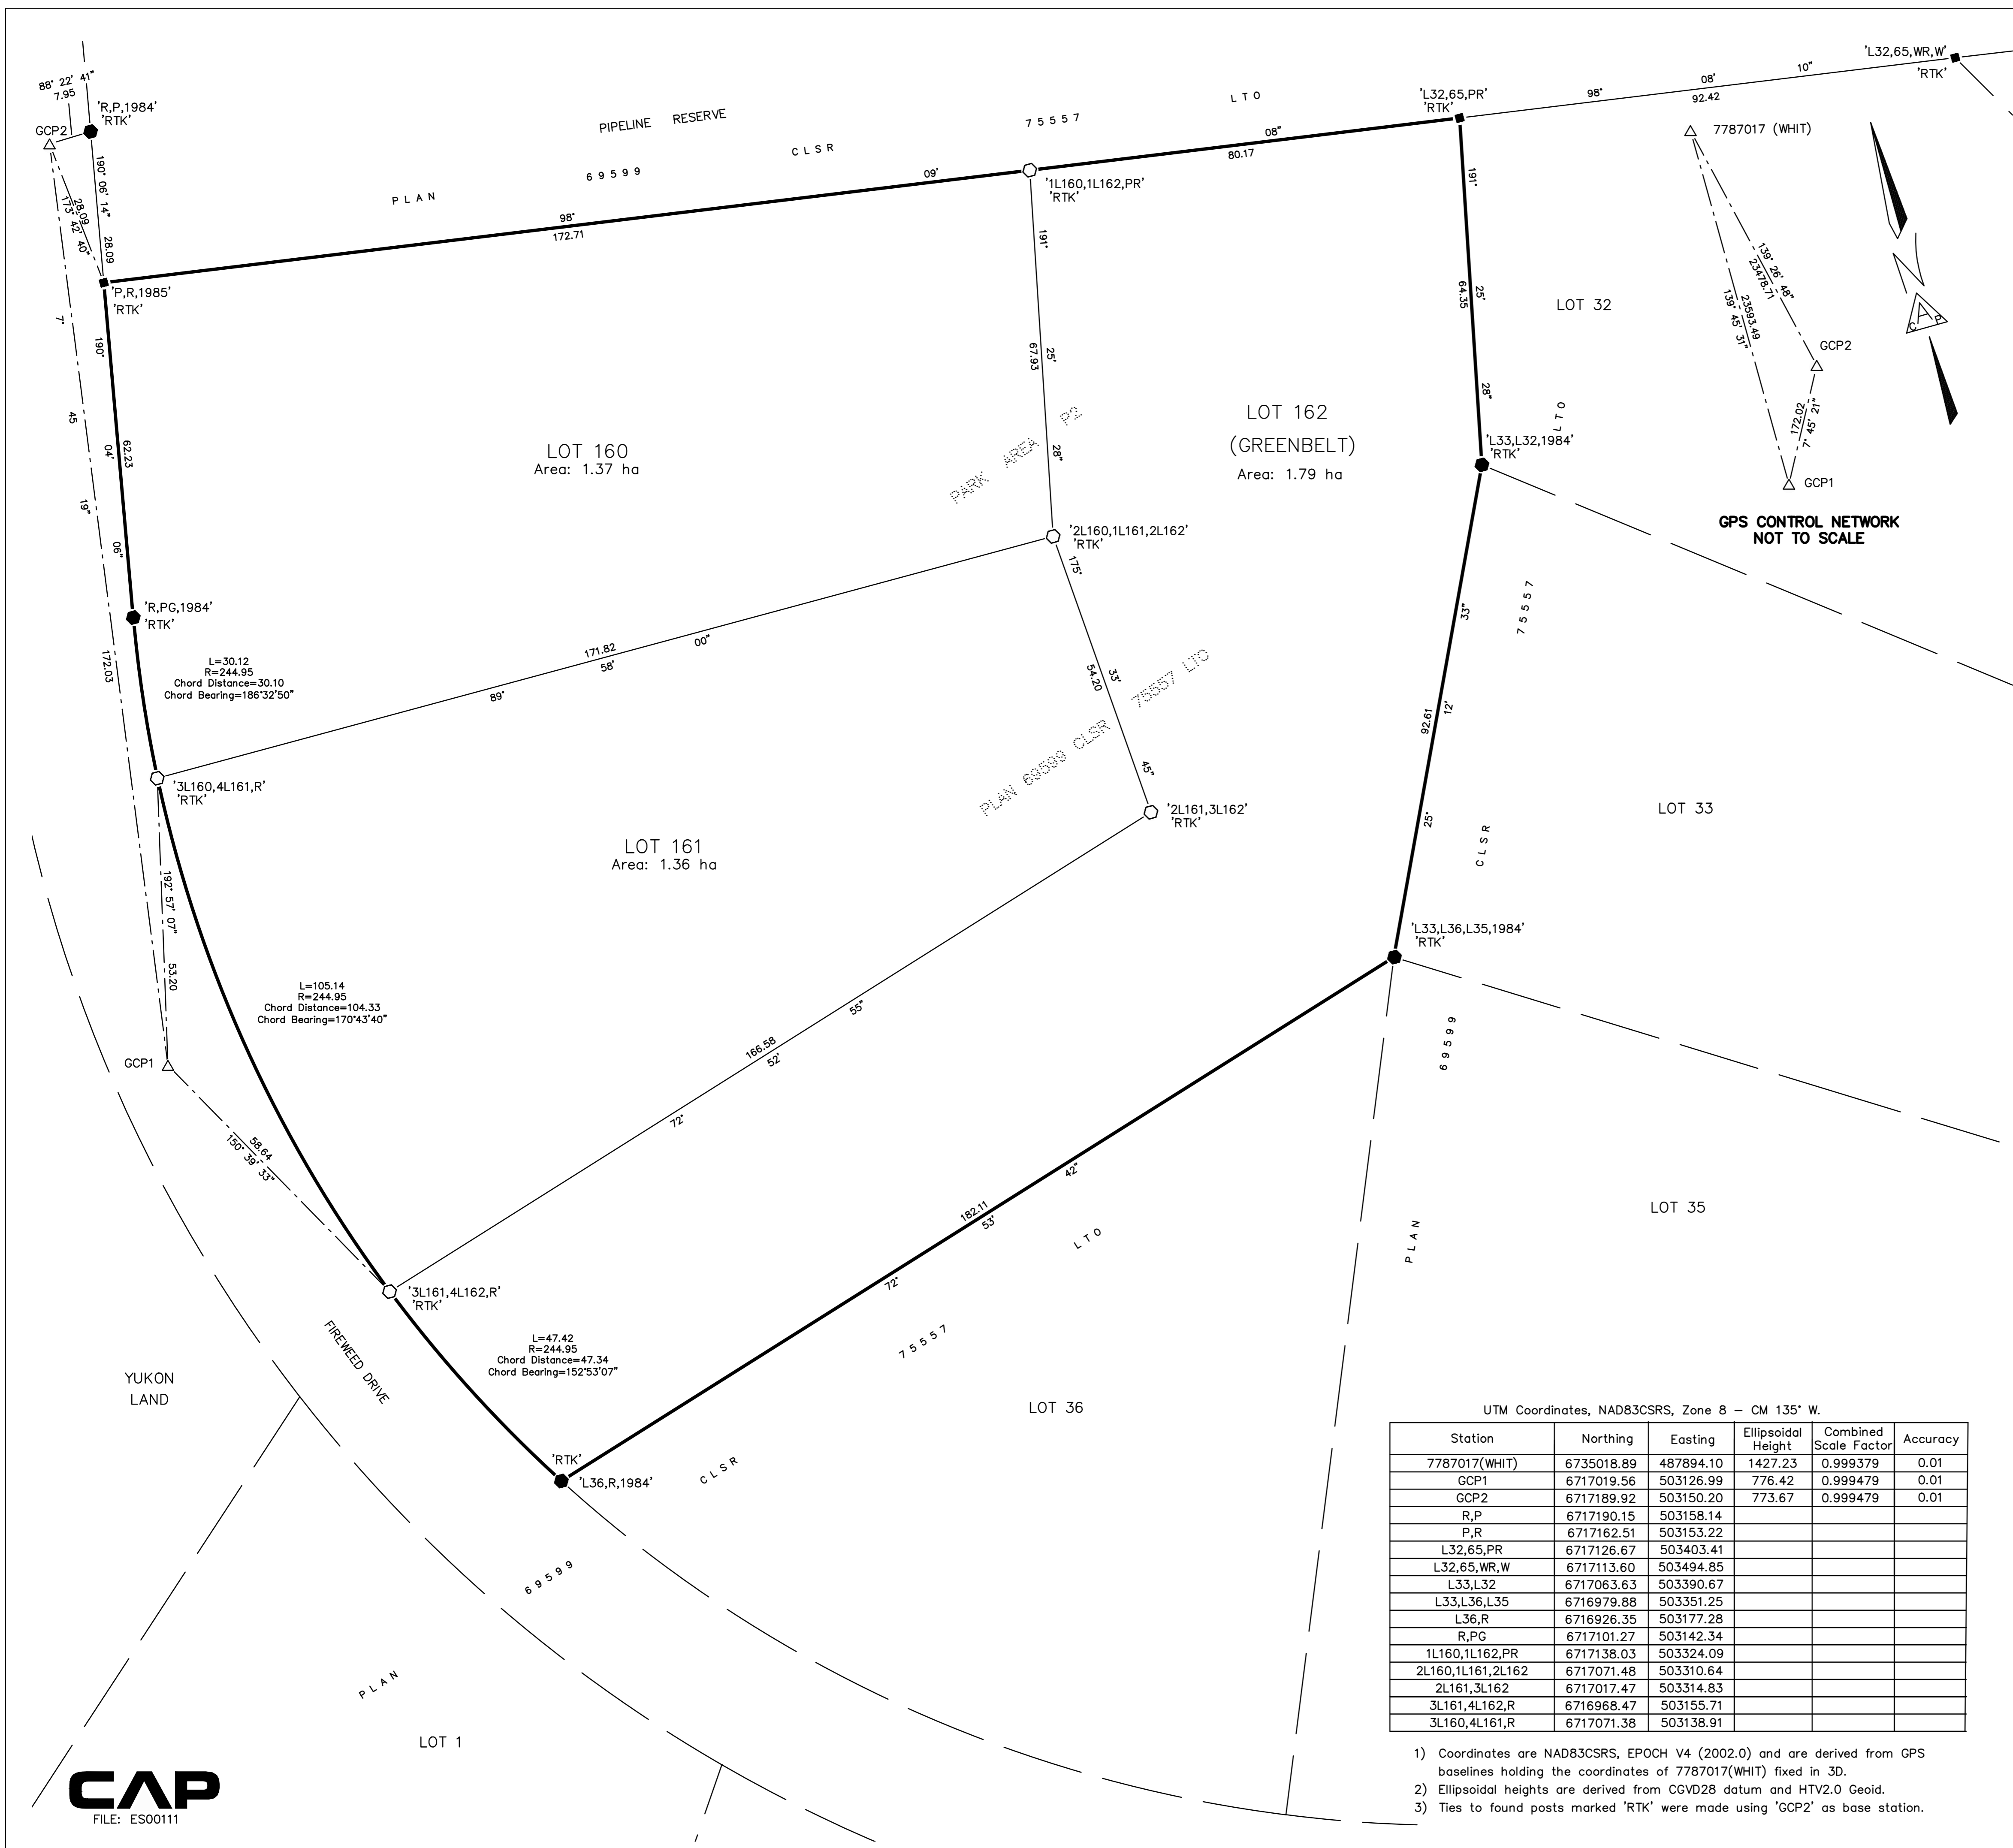 88° 22' 41"
7.95
GCP2
'R,P,1984'
'RTK'
190° 06' 14"
28.09
28.09
173° 42' 40"
'P,R,1985'
'RTK'
PIPELINE RESERVE
PLAN
69599
CLSR
75557
LTO
98°
09'
08"
172.71
80.17
'1L160,1L162,PR'
'RTK'
'L32,65,PR'
'RTK'
98°
08'
10"
92.42
'L32,65,WR,W'
'RTK'
7787017 (WHIT)
139° 26' 48"
23478.71
23593.49
139° 45' 31"
GCP2
172.02
7° 45' 21"
GCP1
GPS CONTROL NETWORK
NOT TO SCALE
CAP
191°
25'
28"
67.93
191°
25'
28"
64.35
LOT 32
LTO
190°
04'
06"
62.23
7°
45
19"
172.03
LOT 160
Area: 1.37 ha
PARK AREA P2
LOT 162
(GREENBELT)
Area: 1.79 ha
'L33,L32,1984'
'RTK'
'2L160,1L161,2L162'
'RTK'
'R,PG,1984'
'RTK'
L=30.12
R=244.95
Chord Distance=30.10
Chord Bearing=186°32'50"
171.82
89°
58'
00"
175°
33'
45"
54.20
PLAN 69599 CLSR 75557 LTO
75557
33"
12'
25'
92.61
'3L160,4L161,R'
'RTK'
'2L161,3L162'
'RTK'
LOT 33
CLSR
LOT 161
Area: 1.36 ha
192° 57' 07"
53.20
L=105.14
R=244.95
Chord Distance=104.33
Chord Bearing=170°43'40"
GCP1
166.58
72°
52'
55"
'L33,L36,L35,1984'
'RTK'
69599
58.64
150° 39' 33"
182.11
72°
53'
42"
LTO
PLAN
LOT 35
'3L161,4L162,R'
'RTK'
FIREWEED DRIVE
L=47.42
R=244.95
Chord Distance=47.34
Chord Bearing=152°53'07"
75557
YUKON
LAND
LOT 36
'RTK'
'L36,R,1984'
CLSR
69599
PLAN
LOT 1
CAP
FILE: ES00111
UTM Coordinates, NAD83CSRS, Zone 8 – CM 135° W.
Station Northing Easting Ellipsoidal Height Combined Scale Factor Accuracy
7787017(WHIT) 6735018.89 487894.10 1427.23 0.999379 0.01
GCP1 6717019.56 503126.99 776.42 0.999479 0.01
GCP2 6717189.92 503150.20 773.67 0.999479 0.01
R,P 6717190.15 503158.14
P,R 6717162.51 503153.22
L32,65,PR 6717126.67 503403.41
L32,65,WR,W 6717113.60 503494.85
L33,L32 6717063.63 503390.67
L33,L36,L35 6716979.88 503351.25
L36,R 6716926.35 503177.28
R,PG 6717101.27 503142.34
1L160,1L162,PR 6717138.03 503324.09
2L160,1L161,2L162 6717071.48 503310.64
2L161,3L162 6717017.47 503314.83
3L161,4L162,R 6716968.47 503155.71
3L160,4L161,R 6717071.38 503138.91
1) Coordinates are NAD83CSRS, EPOCH V4 (2002.0) and are derived from GPS
baselines holding the coordinates of 7787017(WHIT) fixed in 3D.
2) Ellipsoidal heights are derived from CGVD28 datum and HTV2.0 Geoid.
3) Ties to found posts marked 'RTK' were made using 'GCP2' as base station.